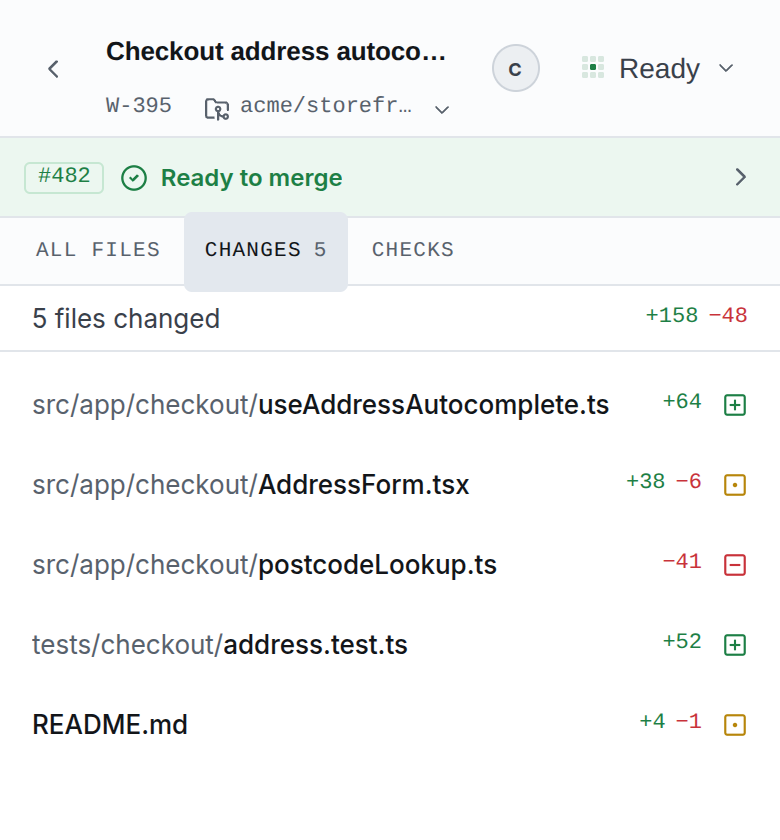 Checkout address autoco…
C
Ready
W-395 acme/storefr…
#482 Ready to merge
ALL FILES CHANGES 5 CHECKS
5 files changed +158 −48
src/app/checkout/useAddressAutocomplete.ts +64
src/app/checkout/AddressForm.tsx +38 −6
src/app/checkout/postcodeLookup.ts −41
tests/checkout/address.test.ts +52
README.md +4 −1